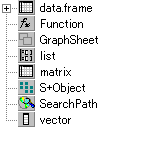 data.frame
Function
GraphSheet
list
matrix
S+Object
SearchPath
vector